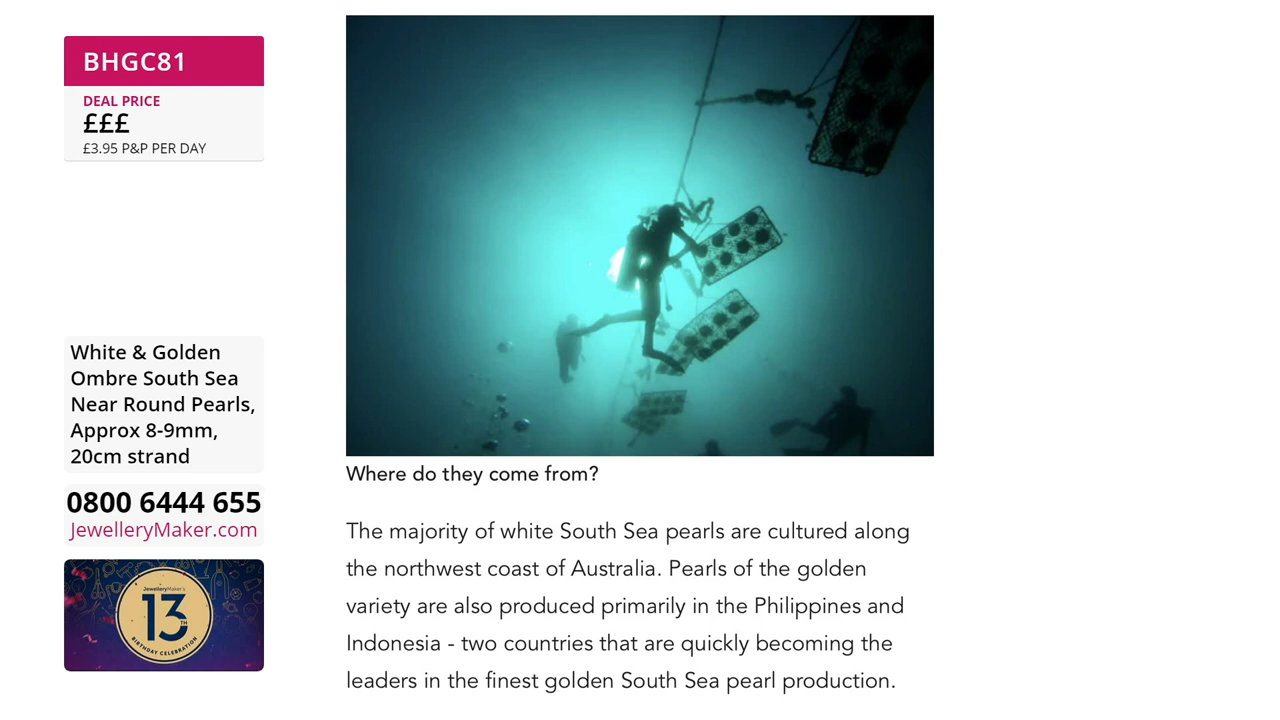 BHGC81
DEAL PRICE
£££
£3.95 P&P PER DAY
White & Golden
Ombre South Sea
Near Round Pearls,
Approx 8-9mm,
20cm strand
0800 6444 655
JewelleryMaker.com
JewelleryMaker's
13TH
BIRTHDAY CELEBRATION
Where do they come from?
The majority of white South Sea pearls are cultured along
the northwest coast of Australia. Pearls of the golden
variety are also produced primarily in the Philippines and
Indonesia - two countries that are quickly becoming the
leaders in the finest golden South Sea pearl production.